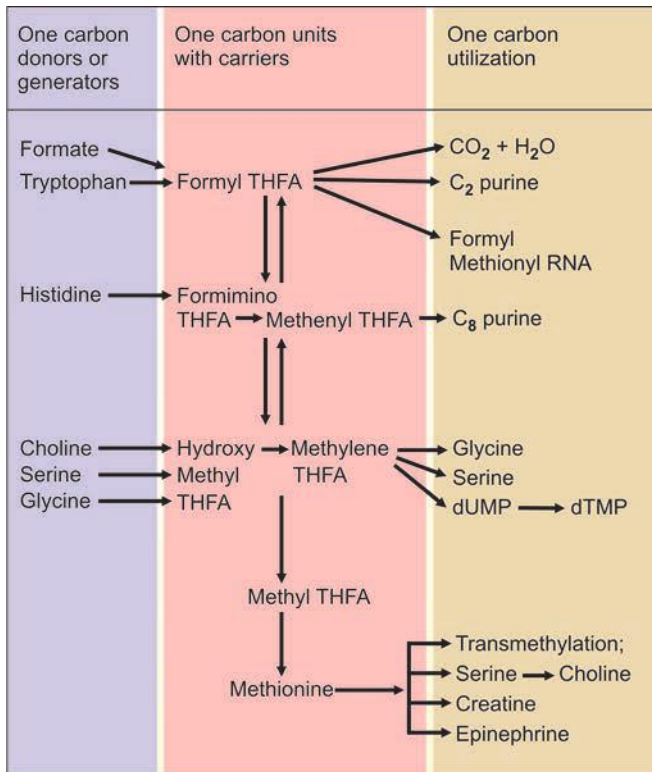 One carbon
donors or
generators
One carbon units
with carriers
One carbon
utilization
Formate
Tryptophan
Formyl THFA
CO2 + H2O
C2 purine
Formyl
Methionyl RNA
Histidine
Formimino
THFA
Methenyl THFA
C8 purine
Choline
Serine
Glycine
Hydroxy
Methyl
THFA
Methylene
THFA
Glycine
Serine
dUMP
dTMP
Methyl THFA
Methionine
Transmethylation;
Serine
Choline
Creatine
Epinephrine